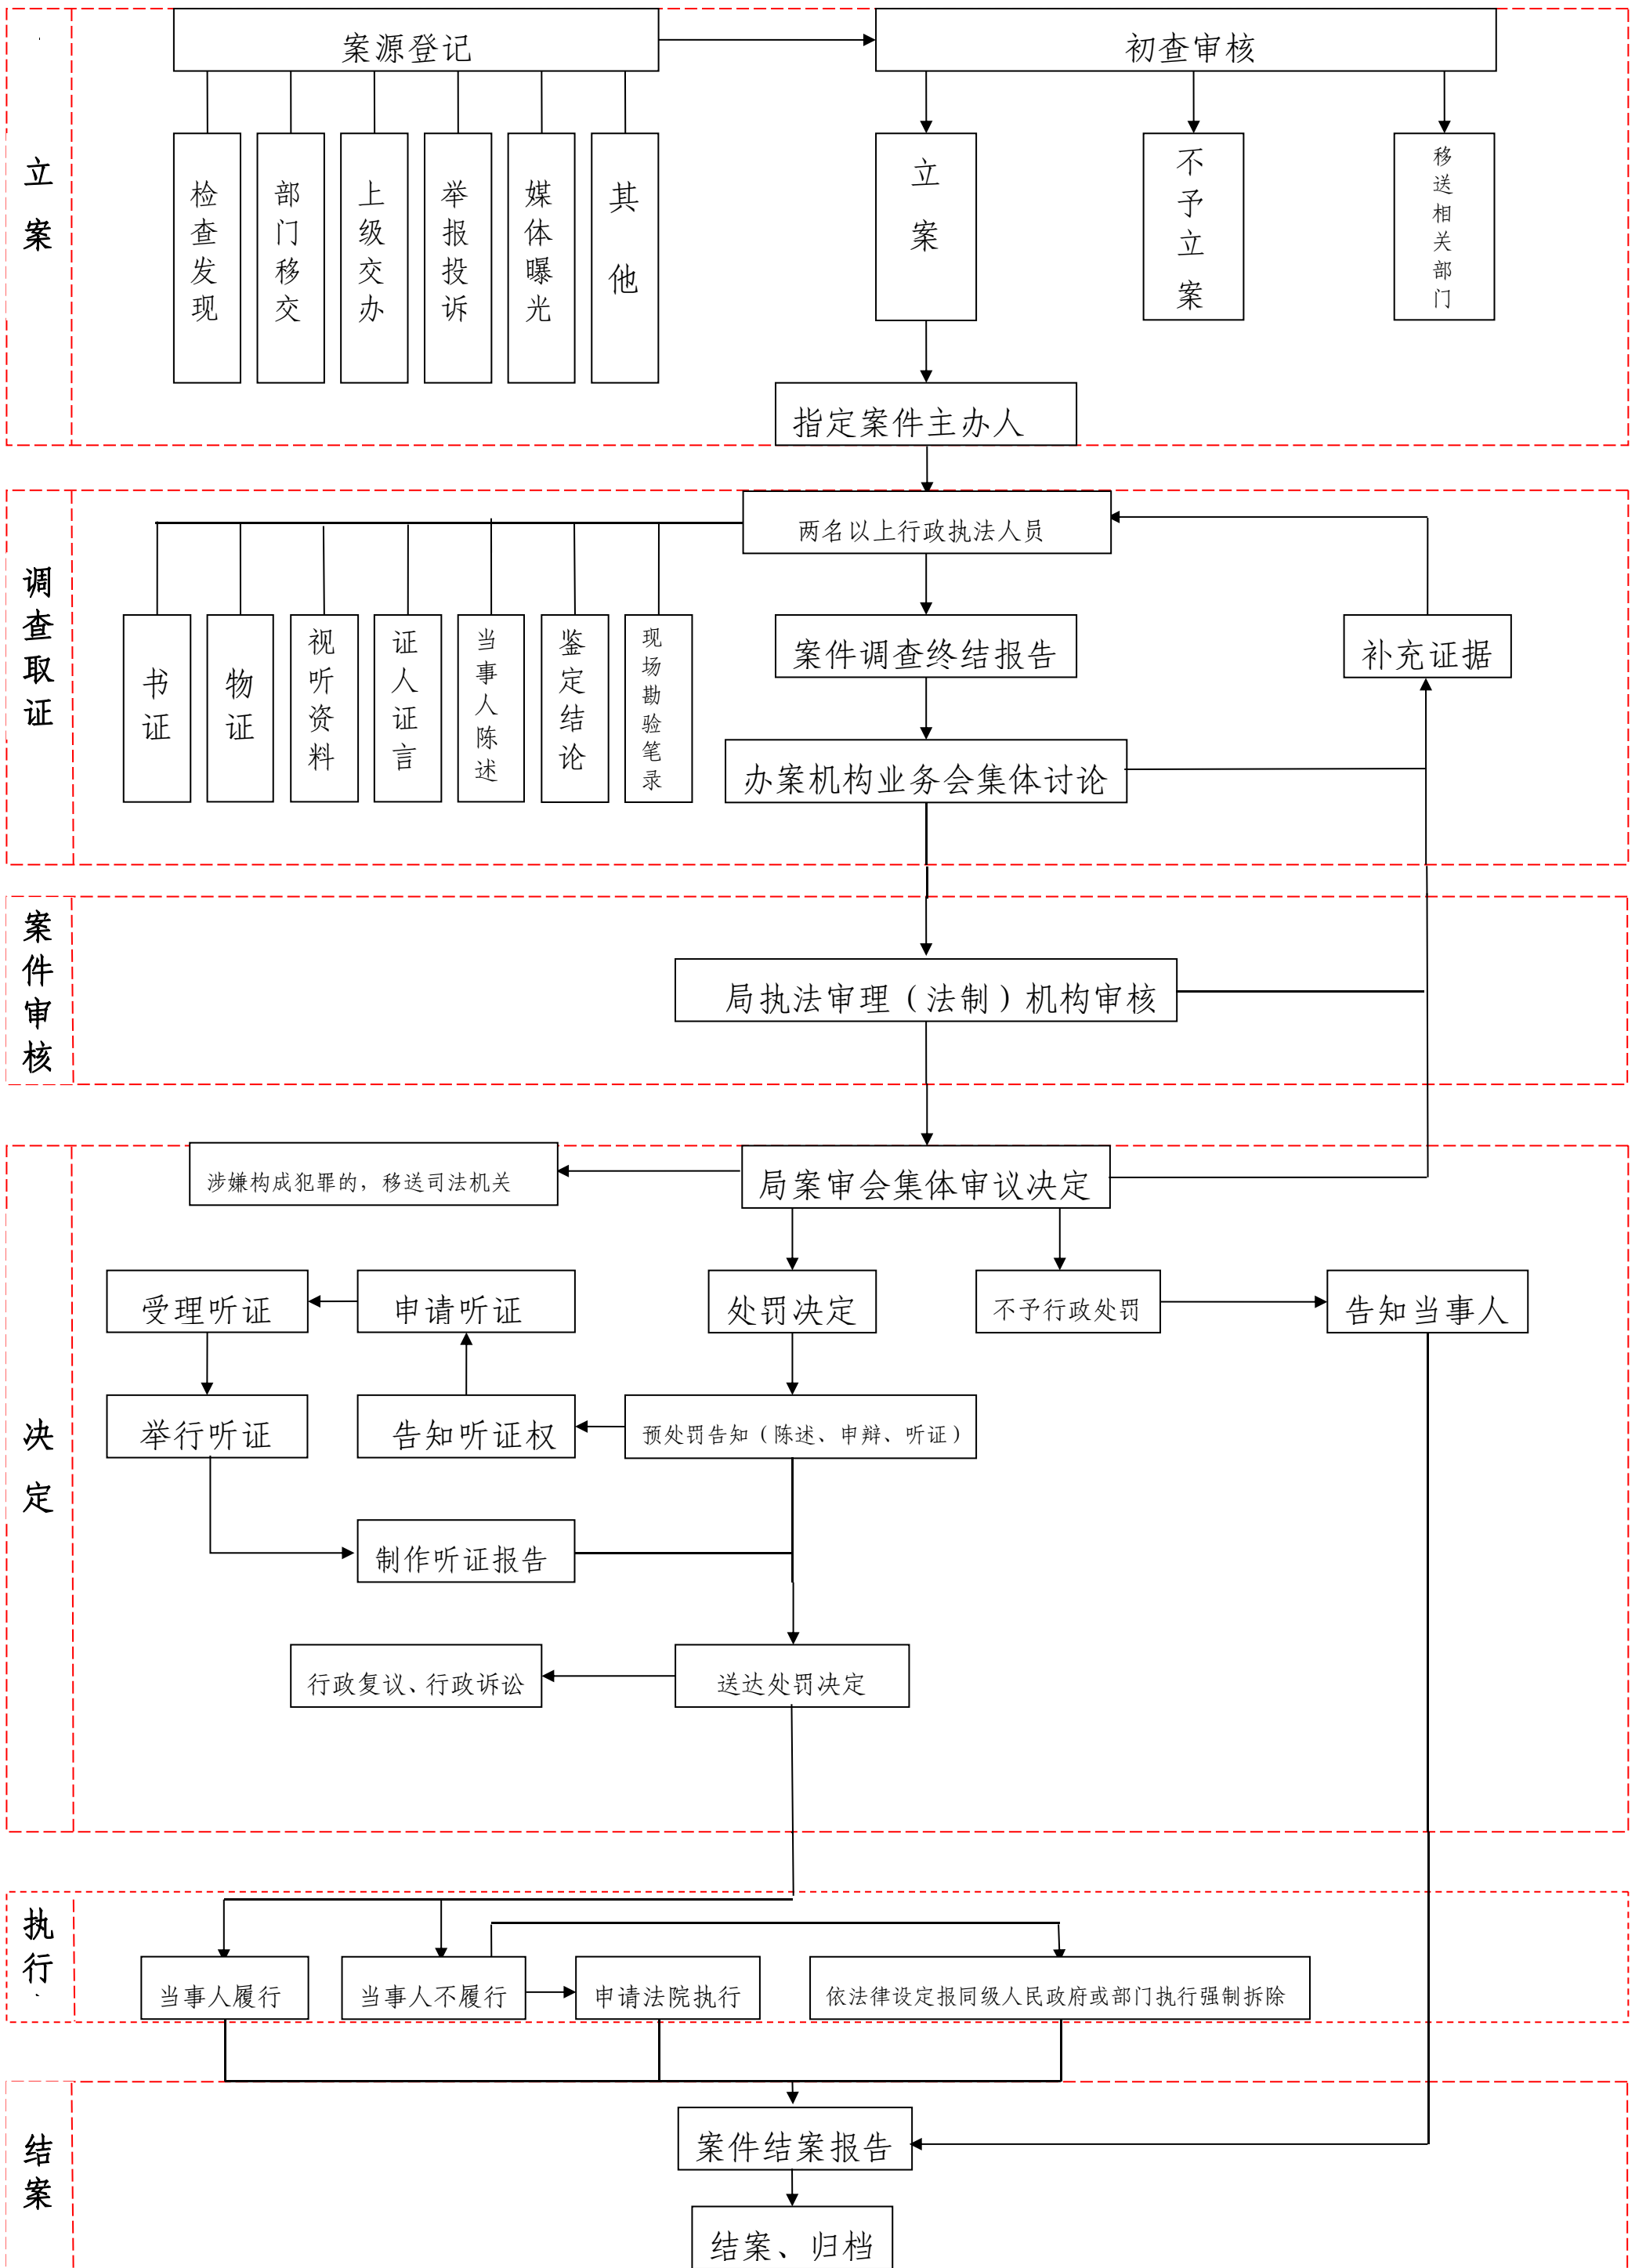 立案
案源登记
初查审核
检查发现
部门移交
上级交办
举报投诉
媒体曝光
其他
立案
不予立案
移送相关部门
指定案件主办人
调查取证
两名以上行政执法人员
书证
物证
视听资料
证人证言
当事人陈述
鉴定结论
现场勘验笔录
案件调查终结报告
补充证据
办案机构业务会集体讨论
案件审核
局执法审理（法制）机构审核
决定
涉嫌构成犯罪的，移送司法机关
局案审会集体审议决定
受理听证
申请听证
处罚决定
不予行政处罚
告知当事人
举行听证
告知听证权
预处罚告知（陈述、申辩、听证）
制作听证报告
行政复议、行政诉讼
送达处罚决定
执行
当事人履行
当事人不履行
申请法院执行
依法律设定报同级人民政府或部门执行强制拆除
结案
案件结案报告
结案、归档